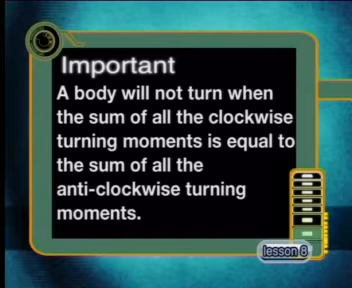 Important
A body will not turn when
the sum of all the clockwise
turning moments is equal to
the sum of all the
anti-clockwise turning
moments.
lesson 8